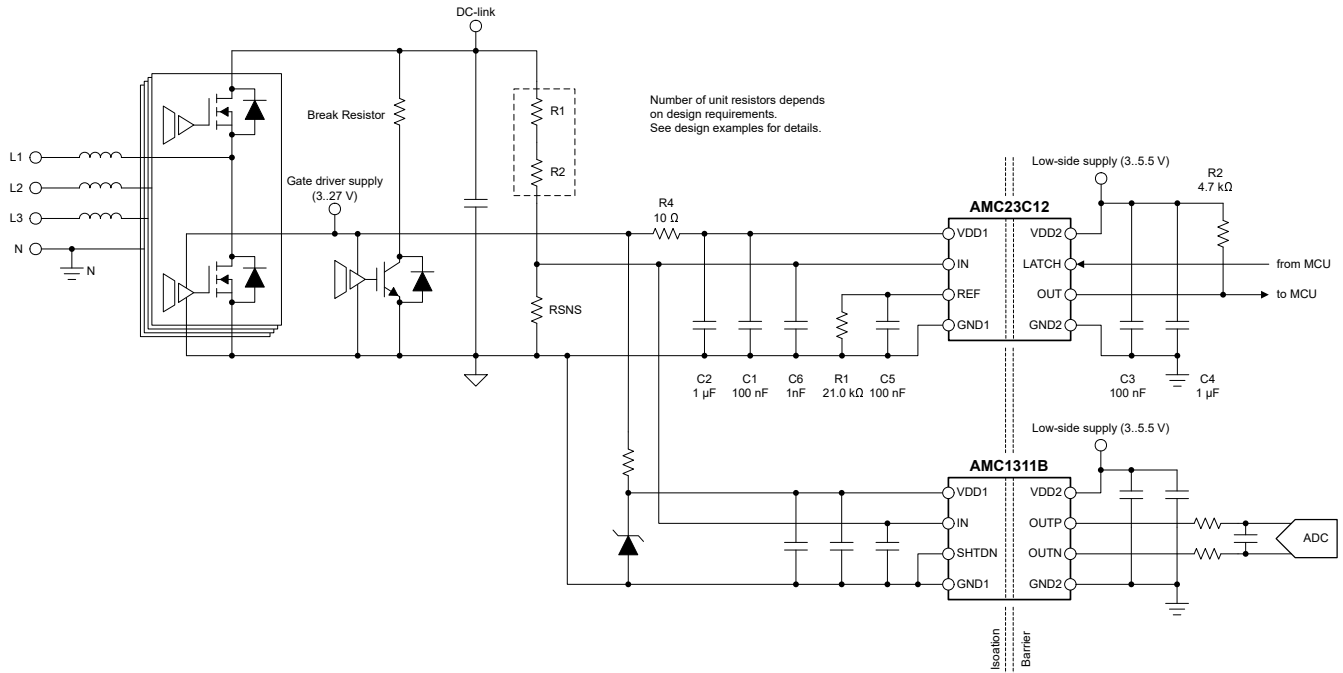 DC-link
Break Resistor
R1
R2
Number of unit resistors depends
on design requirements.
See design examples for details.
L1
L2
L3
N
N
Gate driver supply
(3..27 V)
RSNS
R4
10 Ω
C2
1 µF
C1
100 nF
C6
1nF
R1
21.0 kΩ
C5
100 nF
Low-side supply (3..5.5 V)
R2
4.7 kΩ
AMC23C12
VDD1
IN
REF
GND1
VDD2
LATCH
OUT
GND2
from MCU
to MCU
C3
100 nF
C4
1 µF
Low-side supply (3..5.5 V)
AMC1311B
VDD1
IN
SHTDN
GND1
VDD2
OUTP
OUTN
GND2
ADC
Isoation
Barrier